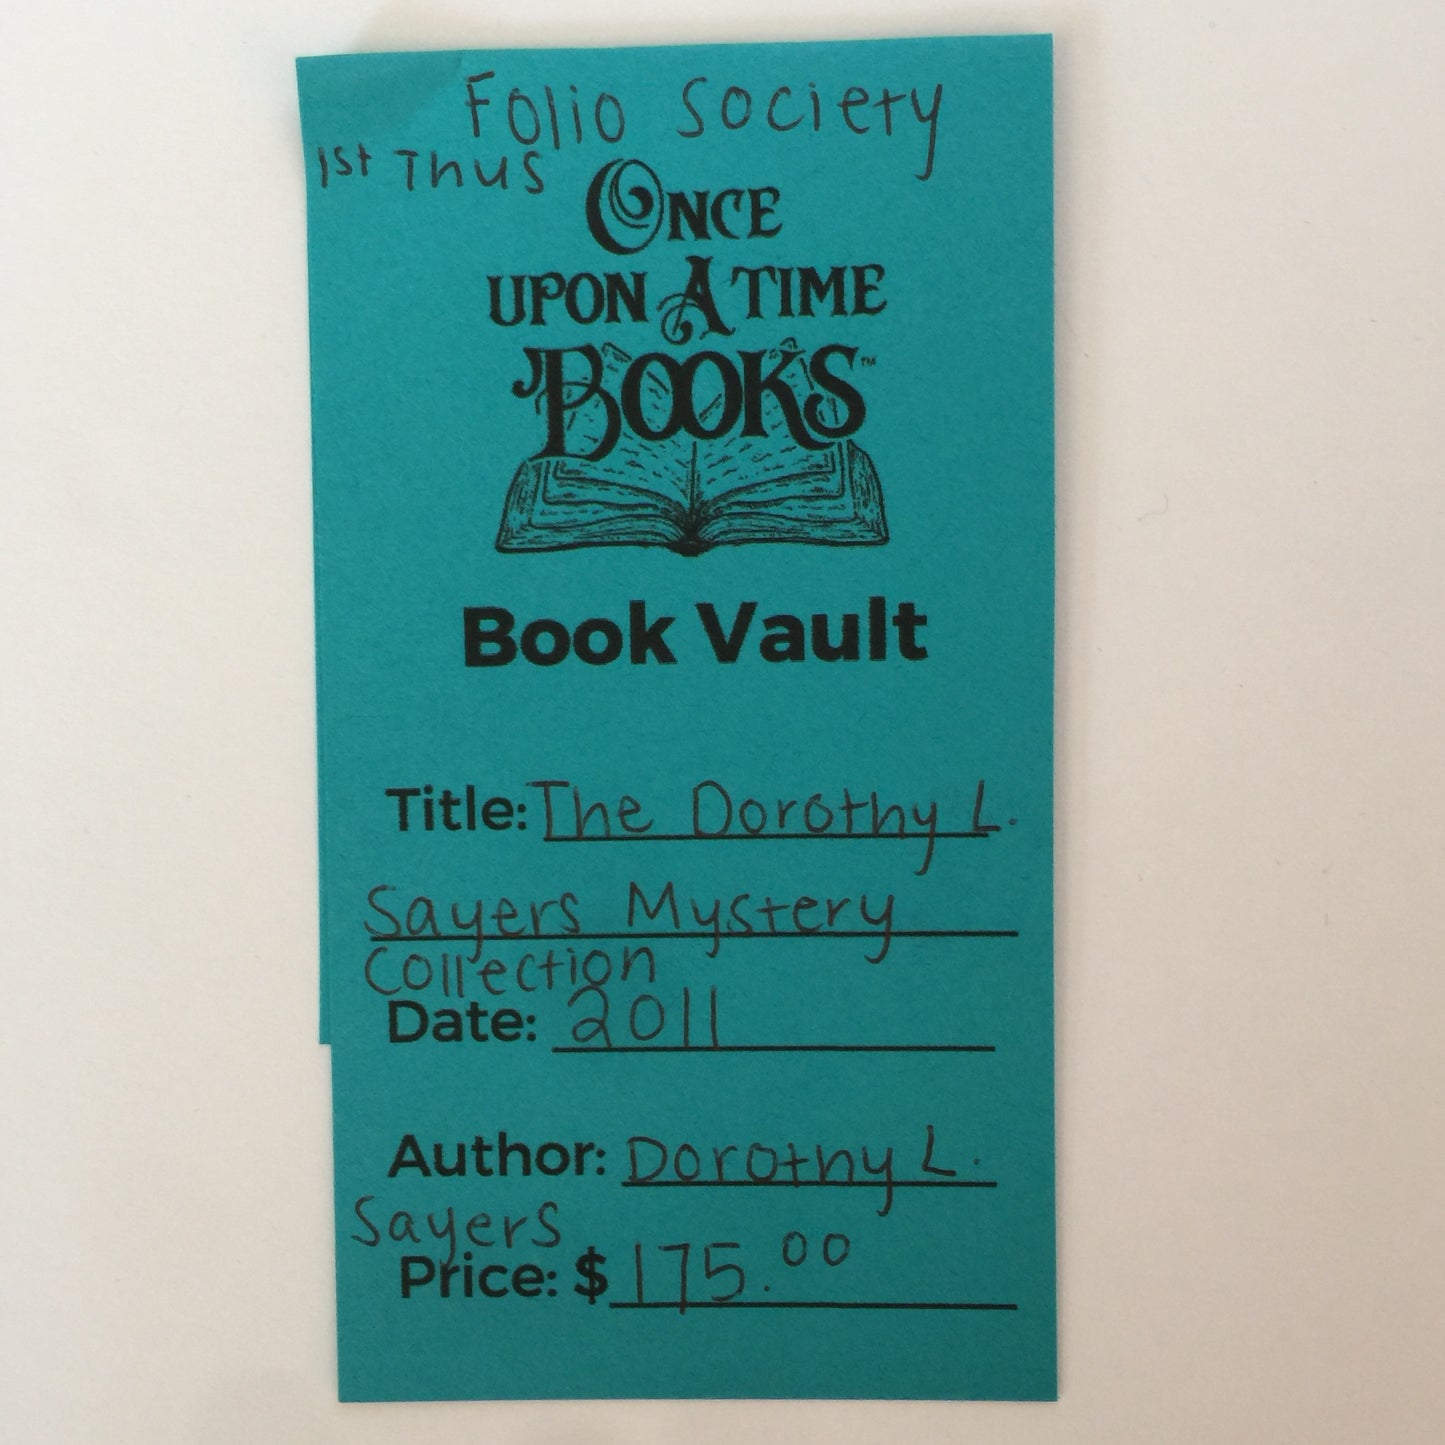 Folio Society
1st Thus
ONCE
UPON A TIME
BOOKS™
Book Vault
Title: The Dorothy L.
Sayers Mystery
Collection
Date: 2011
Author: Dorothy L.
Sayers
Price: $175.00